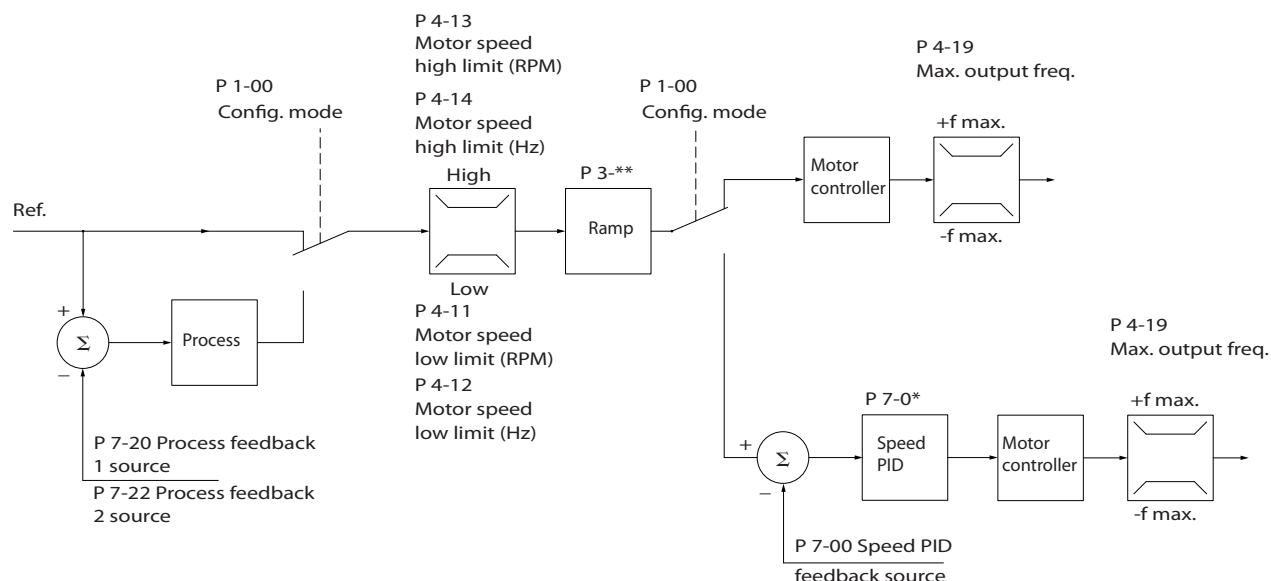 P 4-13
Motor speed
high limit (RPM)
P 4-14
Motor speed
high limit (Hz)
High
P 1-00
Config. mode
P 3-**
Ramp
P 1-00
Config. mode
Motor
controller
P 4-19
Max. output freq.
+f max.
-f max.
Ref.
+
Σ
−
Process
Low
P 4-11
Motor speed
low limit (RPM)
P 4-12
Motor speed
low limit (Hz)
P 7-20 Process feedback
1 source
P 7-22 Process feedback
2 source
P 7-0*
+
Σ
−
Speed
PID
Motor
controller
P 4-19
Max. output freq.
+f max.
-f max.
P 7-00 Speed PID
feedback source